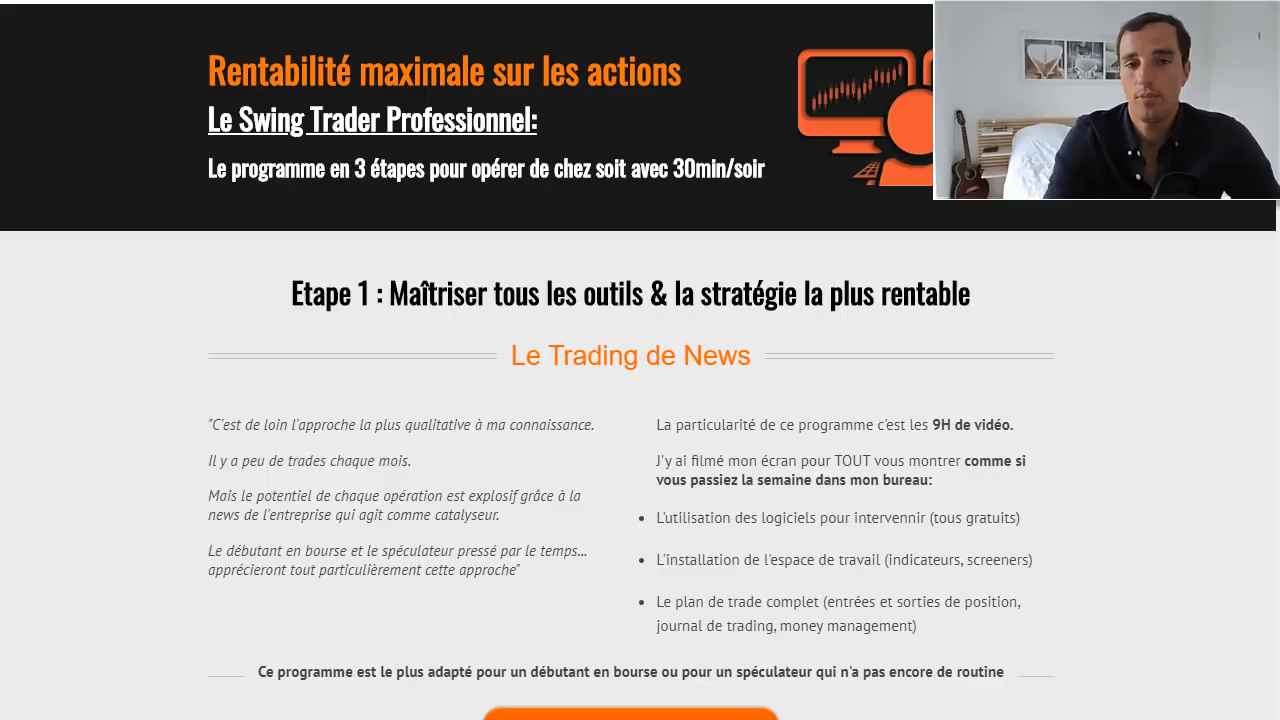 Rentabilité maximale sur les actions
Le Swing Trader Professionnel:
Le programme en 3 étapes pour opérer de chez soit avec 30min/soir
Etape 1 : Maîtriser tous les outils & la stratégie la plus rentable
Le Trading de News
"C'est de loin l'approche la plus qualitative à ma connaissance.
Il y a peu de trades chaque mois.
Mais le potentiel de chaque opération est explosif grâce à la
news de l'entreprise qui agit comme catalyseur.
Le débutant en bourse et le spéculateur pressé par le temps...
apprécieront tout particulièrement cette approche"
La particularité de ce programme c'est les 9H de vidéo.
J'y ai filmé mon écran pour TOUT vous montrer comme si
vous passiez la semaine dans mon bureau:
• L'utilisation des logiciels pour intervennir (tous gratuits)
• L'installation de l'espace de travail (indicateurs, screeners)
• Le plan de trade complet (entrées et sorties de position,
journal de trading, money management)
Ce programme est le plus adapté pour un débutant en bourse ou pour un spéculateur qui n'a pas encore de routine